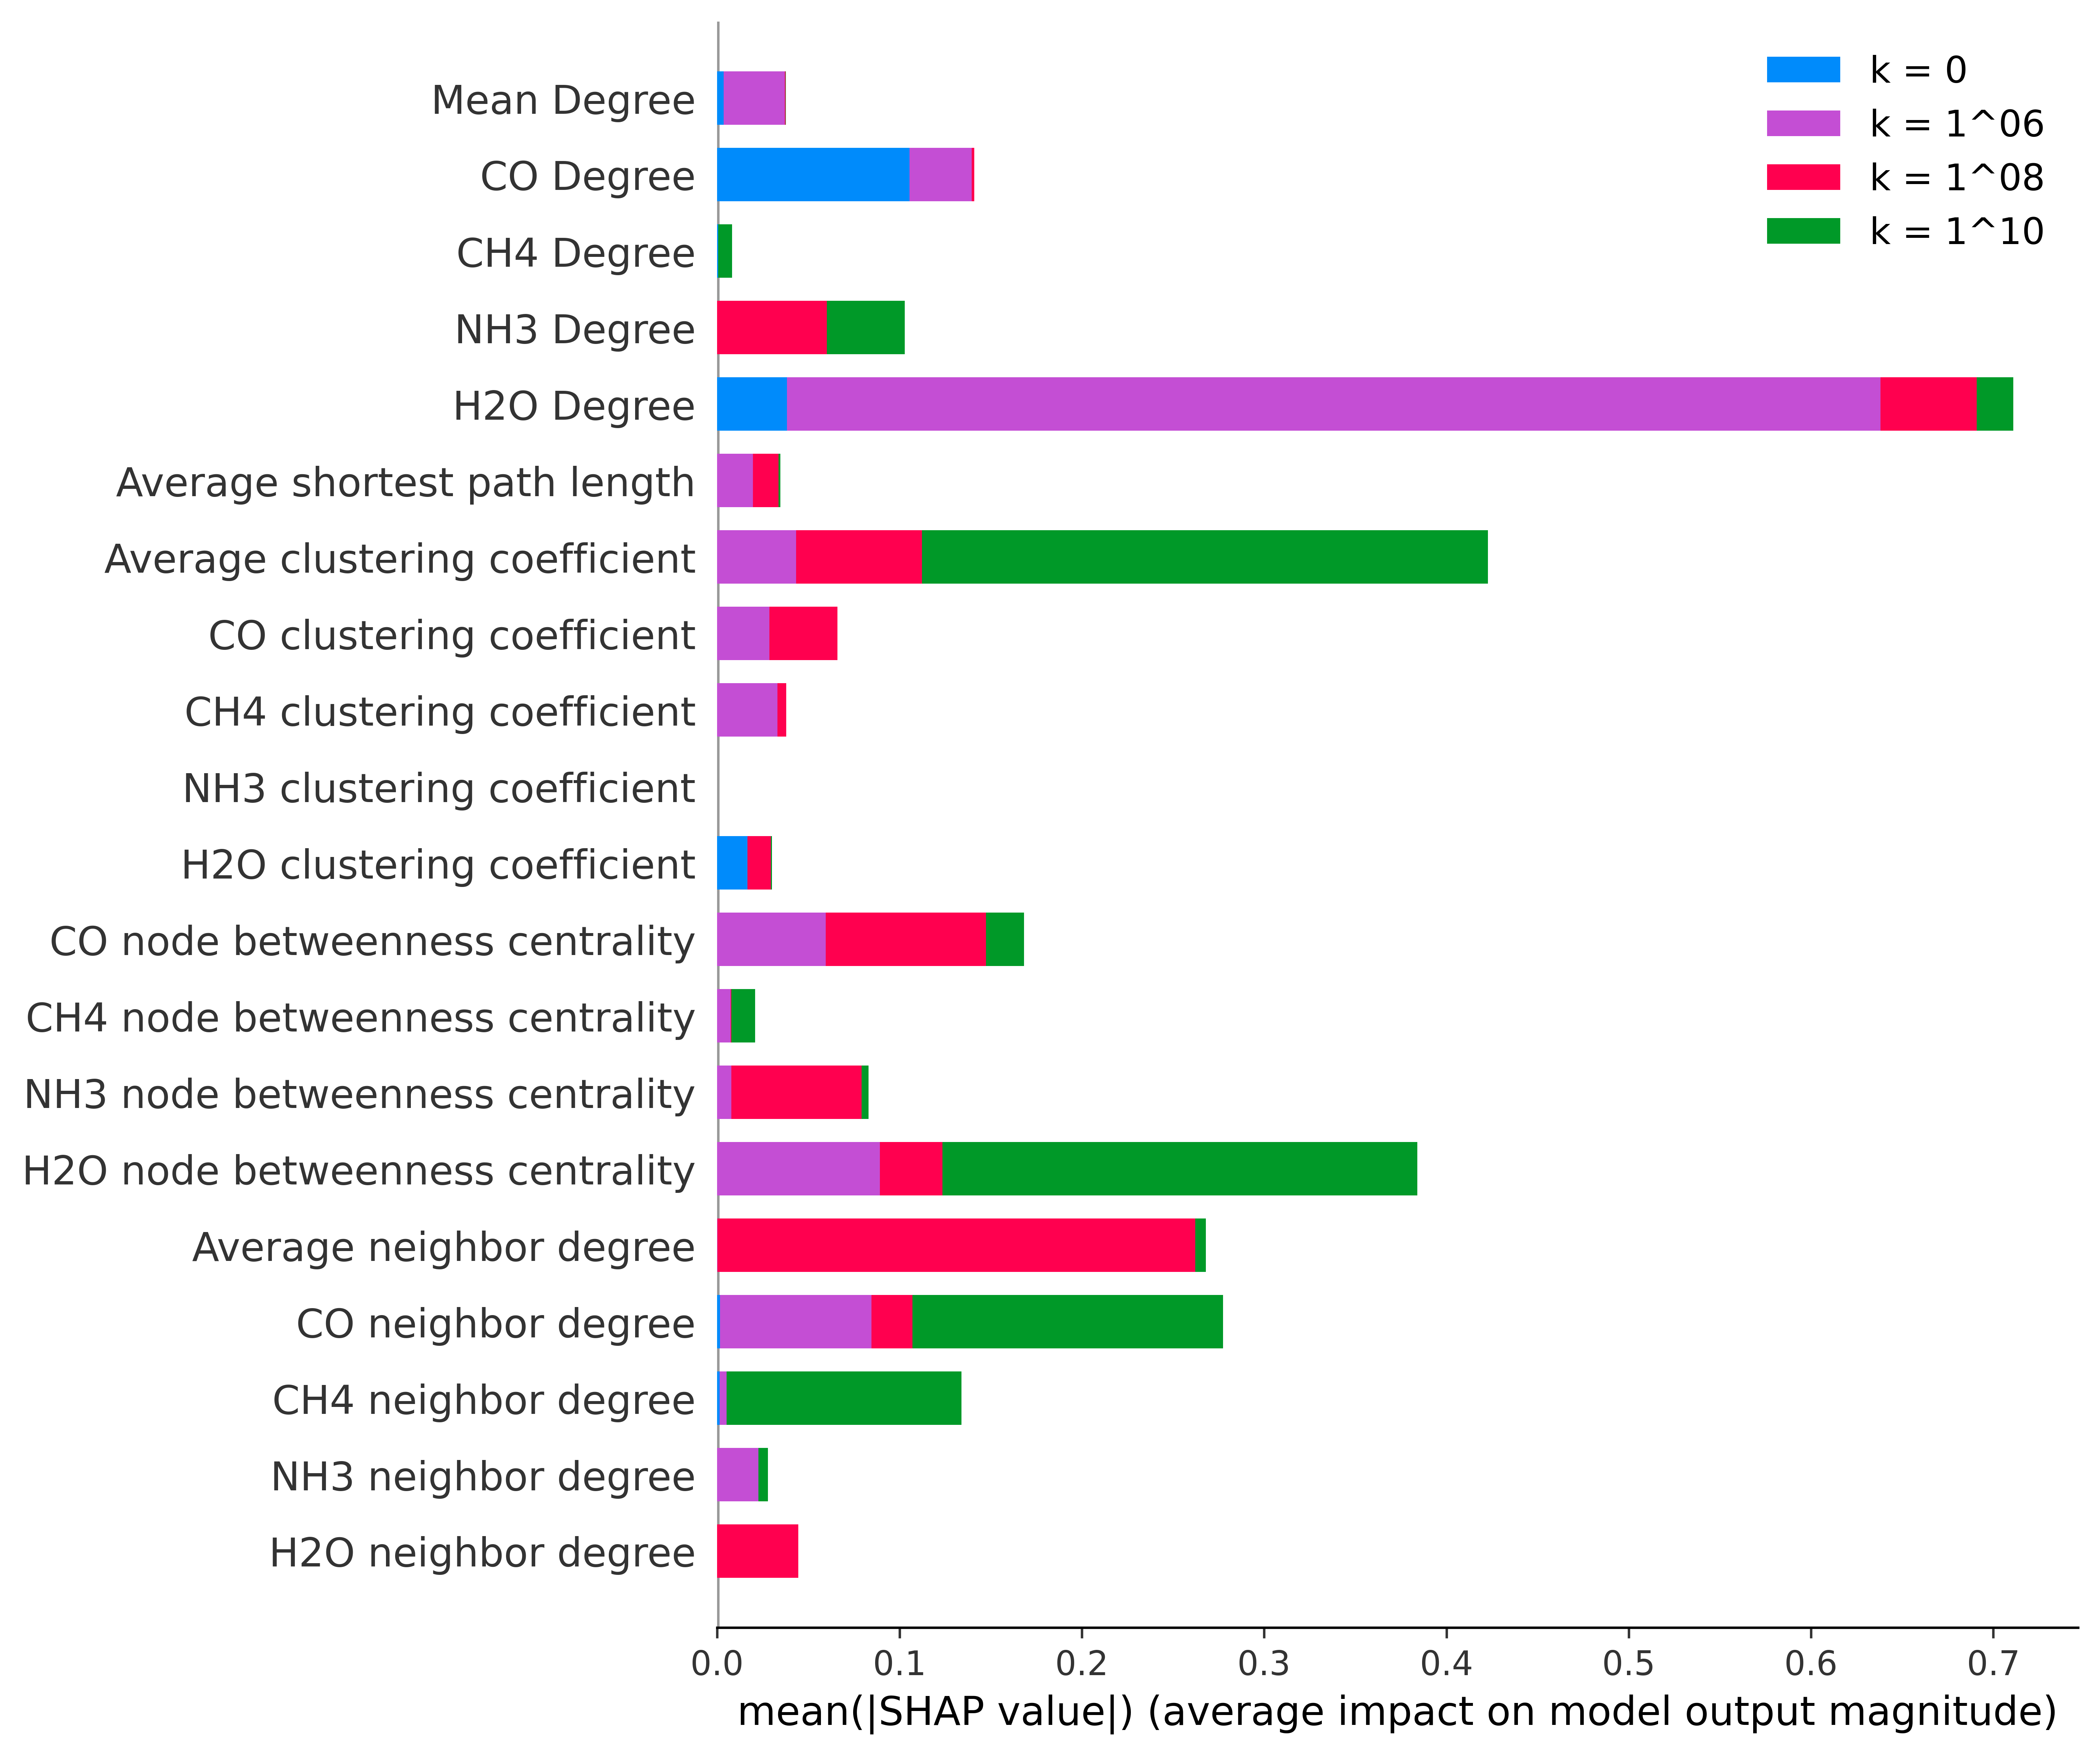 k = 0
k = 1^06
k = 1^08
k = 1^10
Mean Degree
CO Degree
CH4 Degree
NH3 Degree
H2O Degree
Average shortest path length
Average clustering coefficient
CO clustering coefficient
CH4 clustering coefficient
NH3 clustering coefficient
H2O clustering coefficient
CO node betweenness centrality
CH4 node betweenness centrality
NH3 node betweenness centrality
H2O node betweenness centrality
Average neighbor degree
CO neighbor degree
CH4 neighbor degree
NH3 neighbor degree
H2O neighbor degree
0.0 0.1 0.2 0.3 0.4 0.5 0.6 0.7
mean(|SHAP value|) (average impact on model output magnitude)